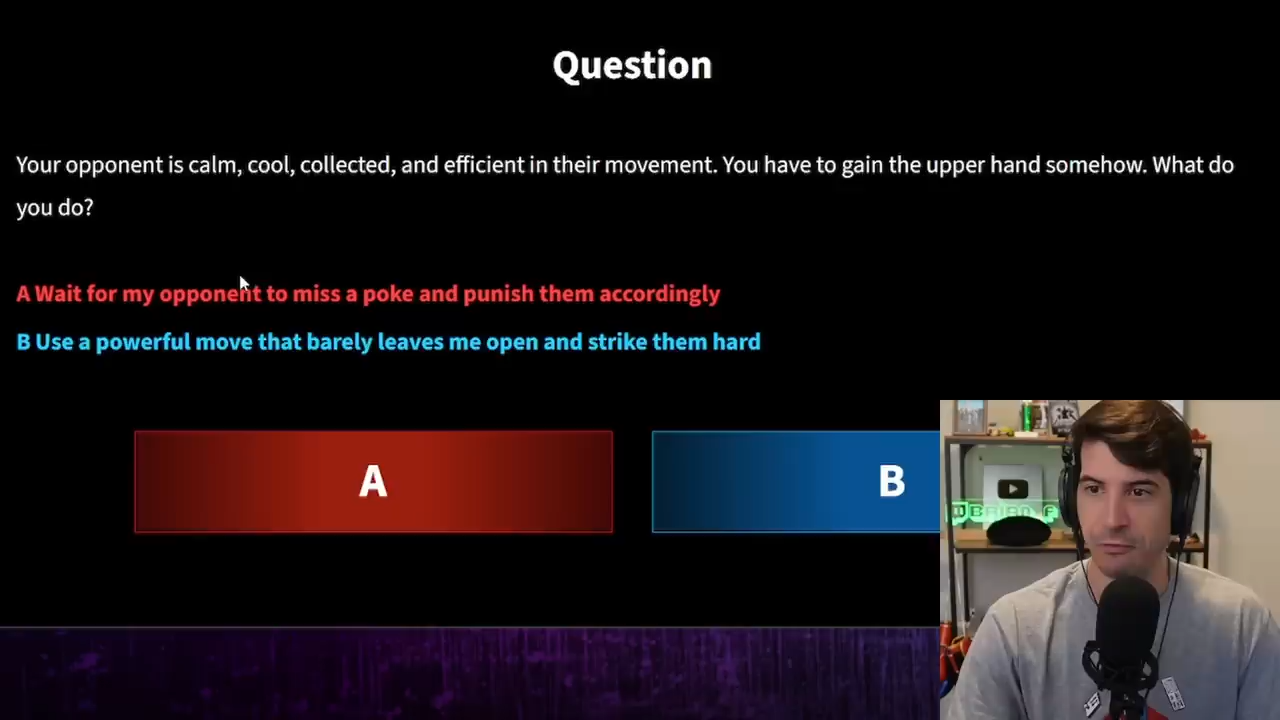 Question
Your opponent is calm, cool, collected, and efficient in their movement. You have to gain the upper hand somehow. What do
you do?
A Wait for my opponent to miss a poke and punish them accordingly
B Use a powerful move that barely leaves me open and strike them hard
A
B
BRIAN_F